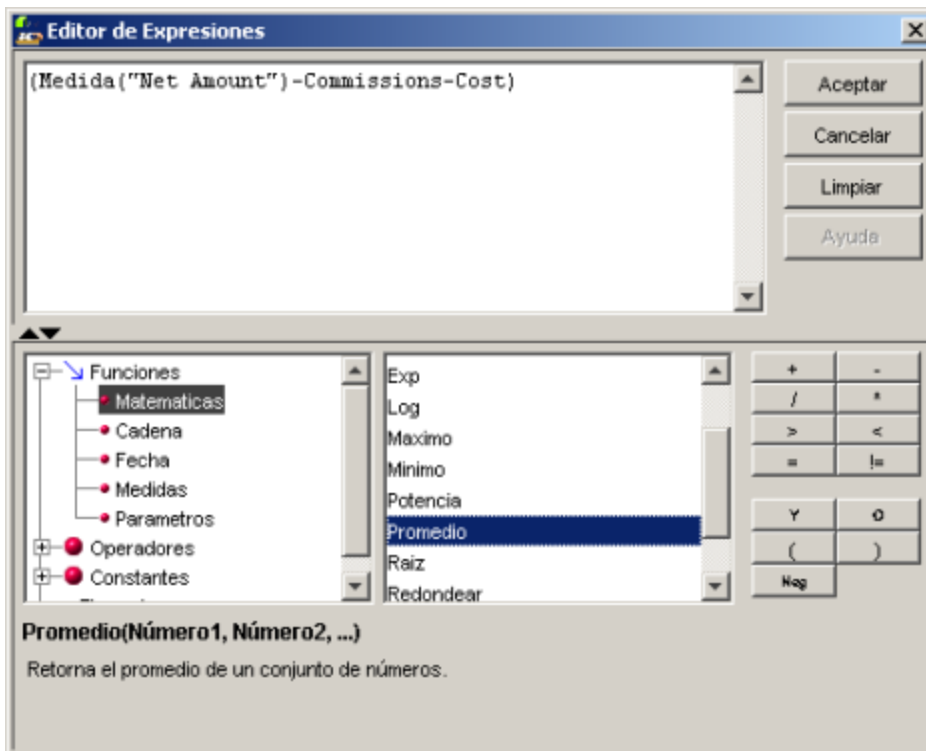 Editor de Expresiones
(Medida("Net Amount")-Commissions-Cost)
Aceptar
Cancelar
Limpiar
Ayuda
Funciones
Matematicas
Cadena
Fecha
Medidas
Parametros
Operadores
Constantes
Exp
Log
Maximo
Minimo
Potencia
Promedio
Raiz
Redondear
+ -
/ *
> <
= !=
Y O
( )
Neg
Promedio(Número1, Número2, ...)
Retorna el promedio de un conjunto de números.